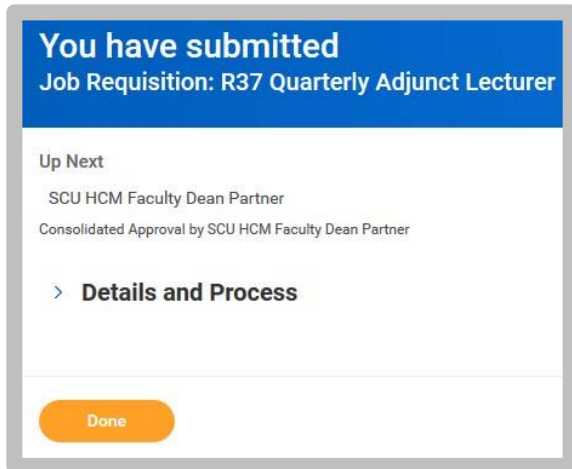 You have submitted
Job Requisition: R37 Quarterly Adjunct Lecturer
Up Next
SCU HCM Faculty Dean Partner
Consolidated Approval by SCU HCM Faculty Dean Partner
Details and Process
Done